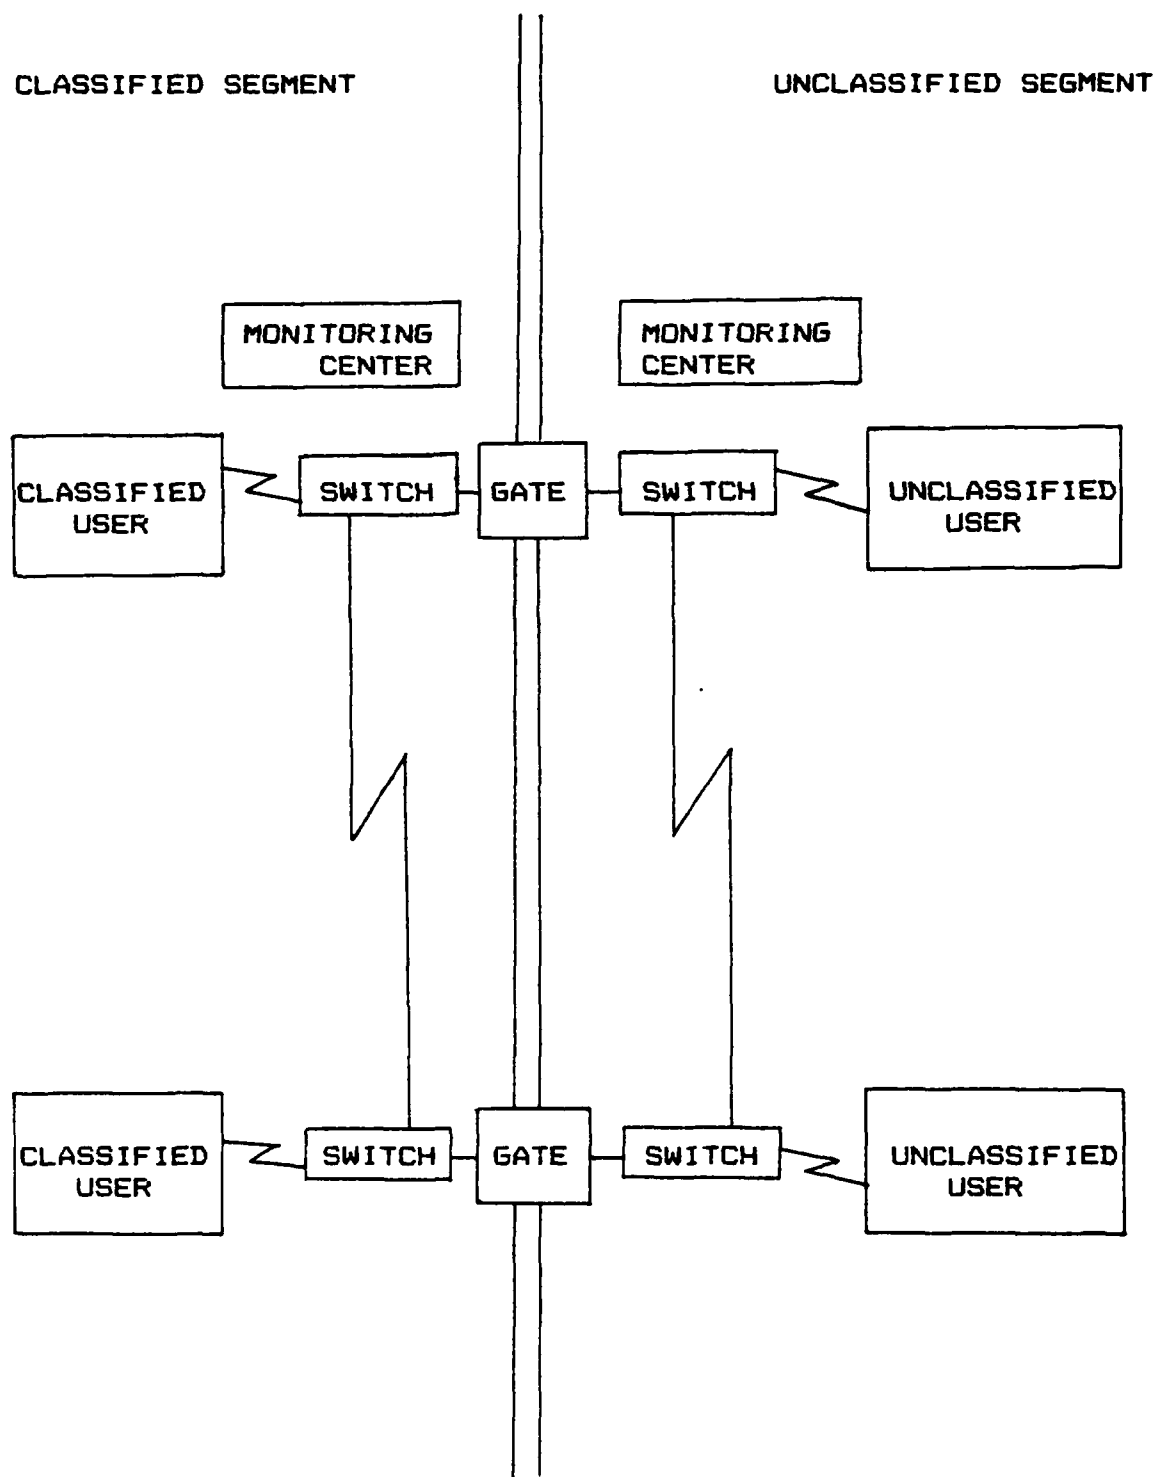 CLASSIFIED SEGMENT
UNCLASSIFIED SEGMENT
MONITORING
CENTER
MONITORING
CENTER
CLASSIFIED
USER
SWITCH
GATE
SWITCH
UNCLASSIFIED
USER
CLASSIFIED
USER
SWITCH
GATE
SWITCH
UNCLASSIFIED
USER